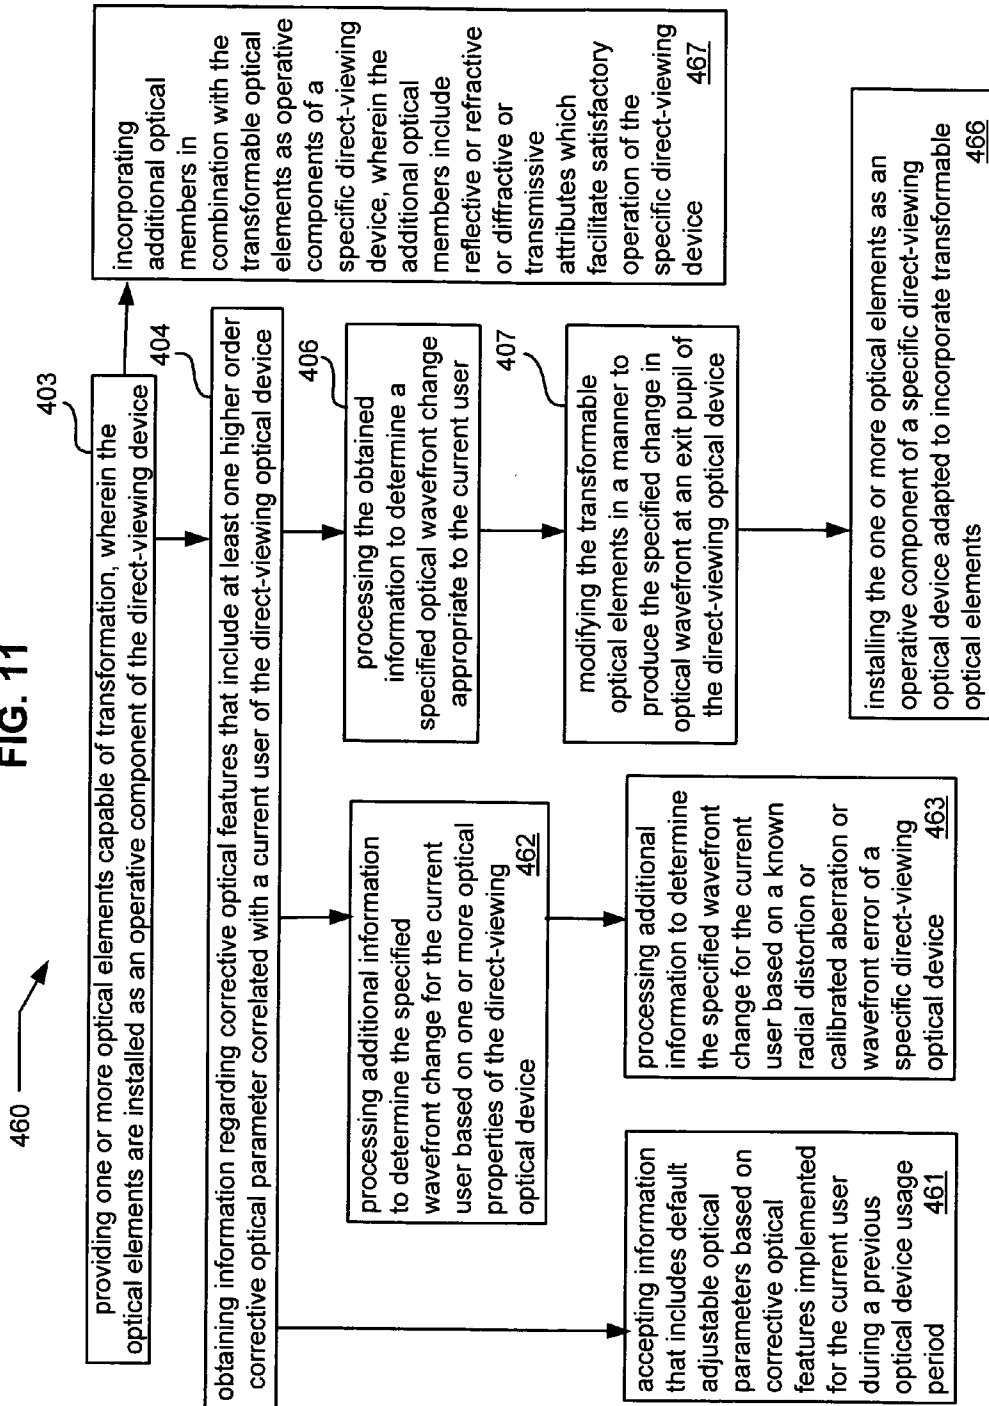 FIG. 11
460
403
providing one or more optical elements capable of transformation, wherein the
optical elements are installed as an operative component of the direct-viewing device
404
obtaining information regarding corrective optical features that include at least one higher order
corrective optical parameter correlated with a current user of the direct-viewing optical device
incorporating
additional optical
members in
combination with the
transformable optical
elements as operative
components of a
specific direct-viewing
device, wherein the
additional optical
members include
reflective or refractive
or diffractive or
transmissive
attributes which
facilitate satisfactory
operation of the
specific direct-viewing
device 467
406
processing the obtained
information to determine a
specified optical wavefront change
appropriate to the current user
407
modifying the transformable
optical elements in a manner to
produce the specified change in
optical wavefront at an exit pupil of
the direct-viewing optical device
processing additional information
to determine the specified
wavefront change for the current
user based on one or more optical
properties of the direct-viewing
optical device 462
accepting information
that includes default
adjustable optical
parameters based on
corrective optical
features implemented
for the current user
during a previous
optical device usage
period 461
processing additional
information to determine
the specified wavefront
change for the current
user based on a known
radial distortion or
calibrated aberration or
wavefront error of a
specific direct-viewing
optical device 463
installing the one or more optical elements as an
operative component of a specific direct-viewing
optical device adapted to incorporate transformable
optical elements 466